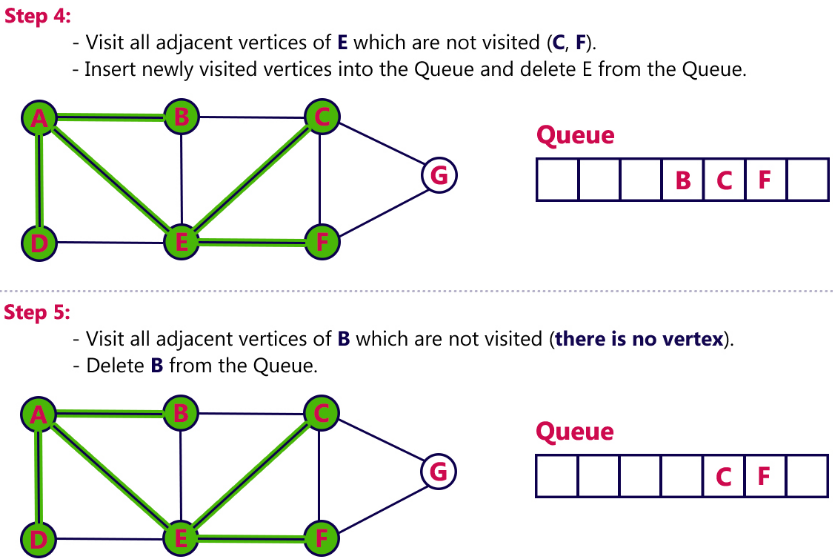 Step 4:
- Visit all adjacent vertices of E which are not visited (C, F).
- Insert newly visited vertices into the Queue and delete E from the Queue.
A B C
G
D E F
Queue
B C F
Step 5:
- Visit all adjacent vertices of B which are not visited (there is no vertex).
- Delete B from the Queue.
A B C
G
D E F
Queue
C F